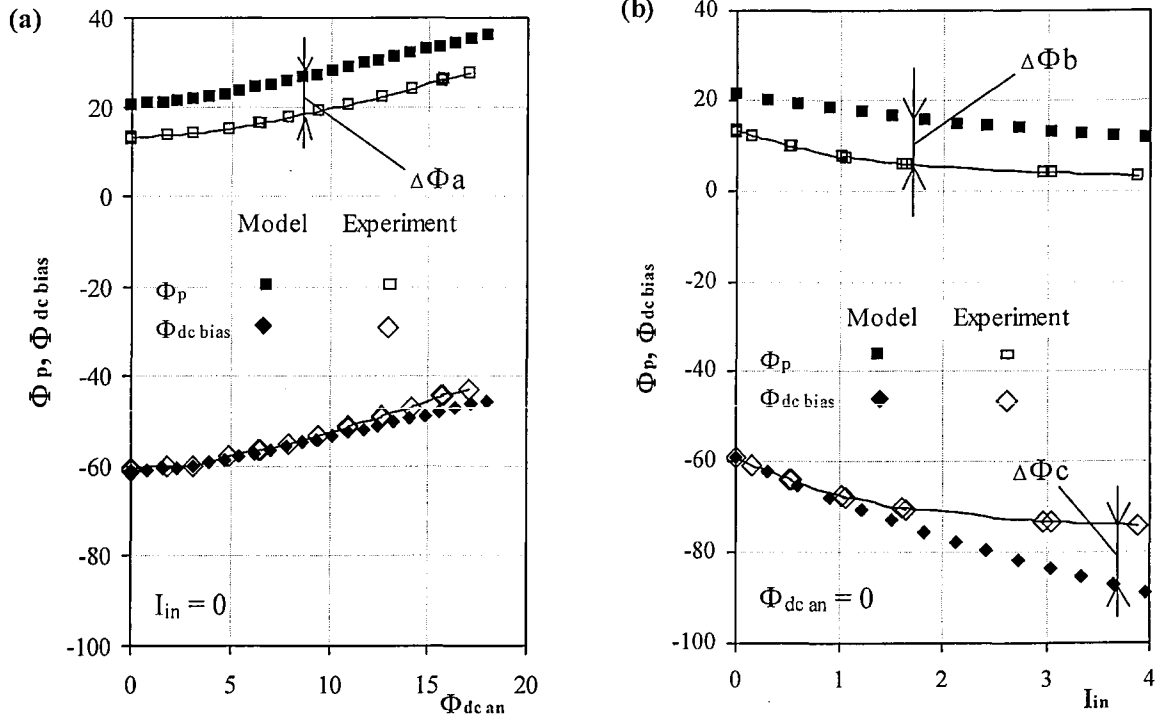 (a)
40
20
0
-20
-40
-60
-80
-100
Φp, Φdc bias
ΔΦa
Model Experiment
Φp
Φdc bias
Iin = 0
0 5 10 15 20
Φdc an
(b)
40
20
0
-20
-40
-60
-80
-100
Φp, Φdc bias
ΔΦb
Model Experiment
Φp
Φdc bias
ΔΦc
Φdc an = 0
0 1 2 3 4
Iin